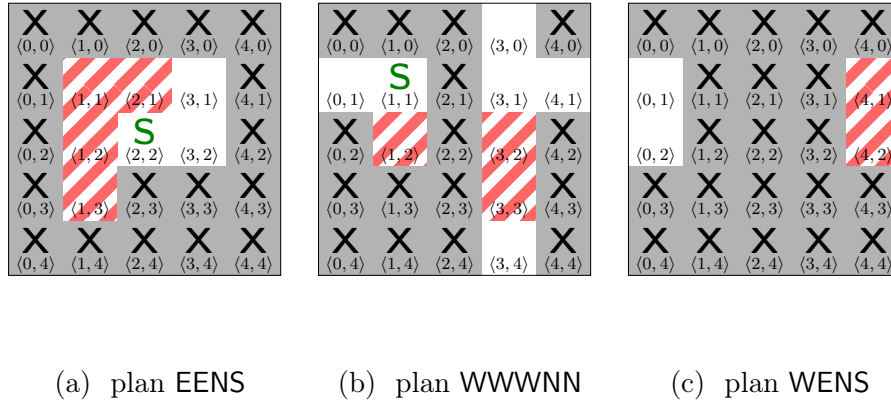 X X X X X
⟨0, 0⟩ ⟨1, 0⟩ ⟨2, 0⟩ ⟨3, 0⟩ ⟨4, 0⟩
X X
⟨0, 1⟩ ⟨1, 1⟩ ⟨2, 1⟩ ⟨3, 1⟩ ⟨4, 1⟩
X S X
⟨0, 2⟩ ⟨1, 2⟩ ⟨2, 2⟩ ⟨3, 2⟩ ⟨4, 2⟩
X X X X
⟨0, 3⟩ ⟨1, 3⟩ ⟨2, 3⟩ ⟨3, 3⟩ ⟨4, 3⟩
X X X X X
⟨0, 4⟩ ⟨1, 4⟩ ⟨2, 4⟩ ⟨3, 4⟩ ⟨4, 4⟩
(a) plan EENS
X X X X
⟨0, 0⟩ ⟨1, 0⟩ ⟨2, 0⟩ ⟨3, 0⟩ ⟨4, 0⟩
S X
⟨0, 1⟩ ⟨1, 1⟩ ⟨2, 1⟩ ⟨3, 1⟩ ⟨4, 1⟩
X X X
⟨0, 2⟩ ⟨1, 2⟩ ⟨2, 2⟩ ⟨3, 2⟩ ⟨4, 2⟩
X X X X
⟨0, 3⟩ ⟨1, 3⟩ ⟨2, 3⟩ ⟨3, 3⟩ ⟨4, 3⟩
X X X X
⟨0, 4⟩ ⟨1, 4⟩ ⟨2, 4⟩ ⟨3, 4⟩ ⟨4, 4⟩
(b) plan WWWNN
X X X X X
⟨0, 0⟩ ⟨1, 0⟩ ⟨2, 0⟩ ⟨3, 0⟩ ⟨4, 0⟩
X X X
⟨0, 1⟩ ⟨1, 1⟩ ⟨2, 1⟩ ⟨3, 1⟩ ⟨4, 1⟩
X X X
⟨0, 2⟩ ⟨1, 2⟩ ⟨2, 2⟩ ⟨3, 2⟩ ⟨4, 2⟩
X X X X X
⟨0, 3⟩ ⟨1, 3⟩ ⟨2, 3⟩ ⟨3, 3⟩ ⟨4, 3⟩
X X X X X
⟨0, 4⟩ ⟨1, 4⟩ ⟨2, 4⟩ ⟨3, 4⟩ ⟨4, 4⟩
(c) plan WENS